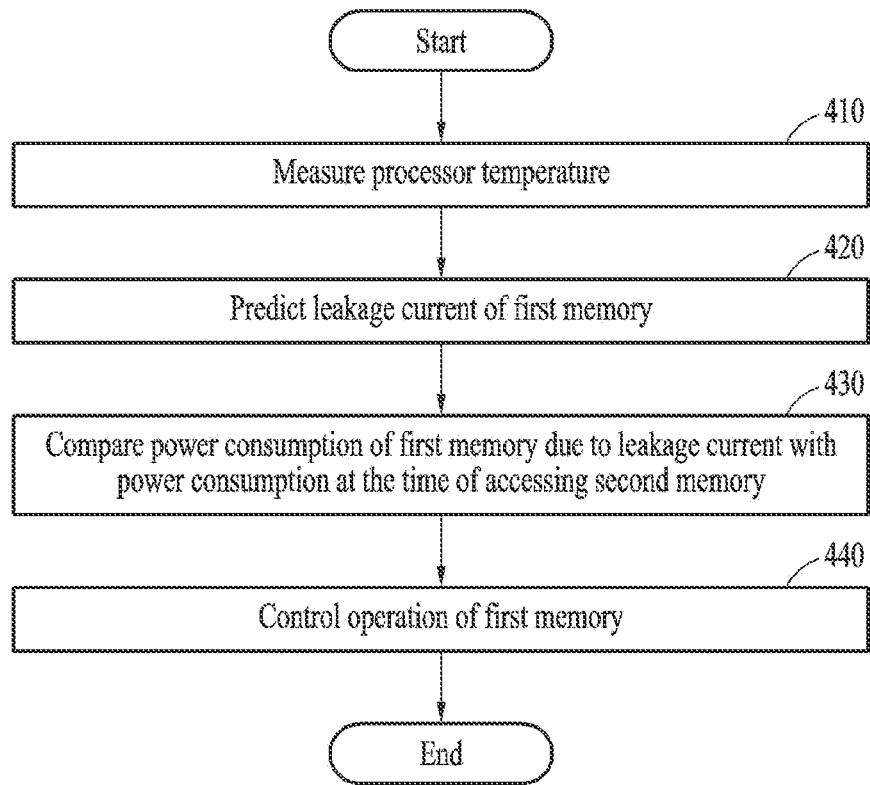 Start
410
Measure processor temperature
420
Predict leakage current of first memory
430
Compare power consumption of first memory due to leakage current with
power consumption at the time of accessing second memory
440
Control operation of first memory
End